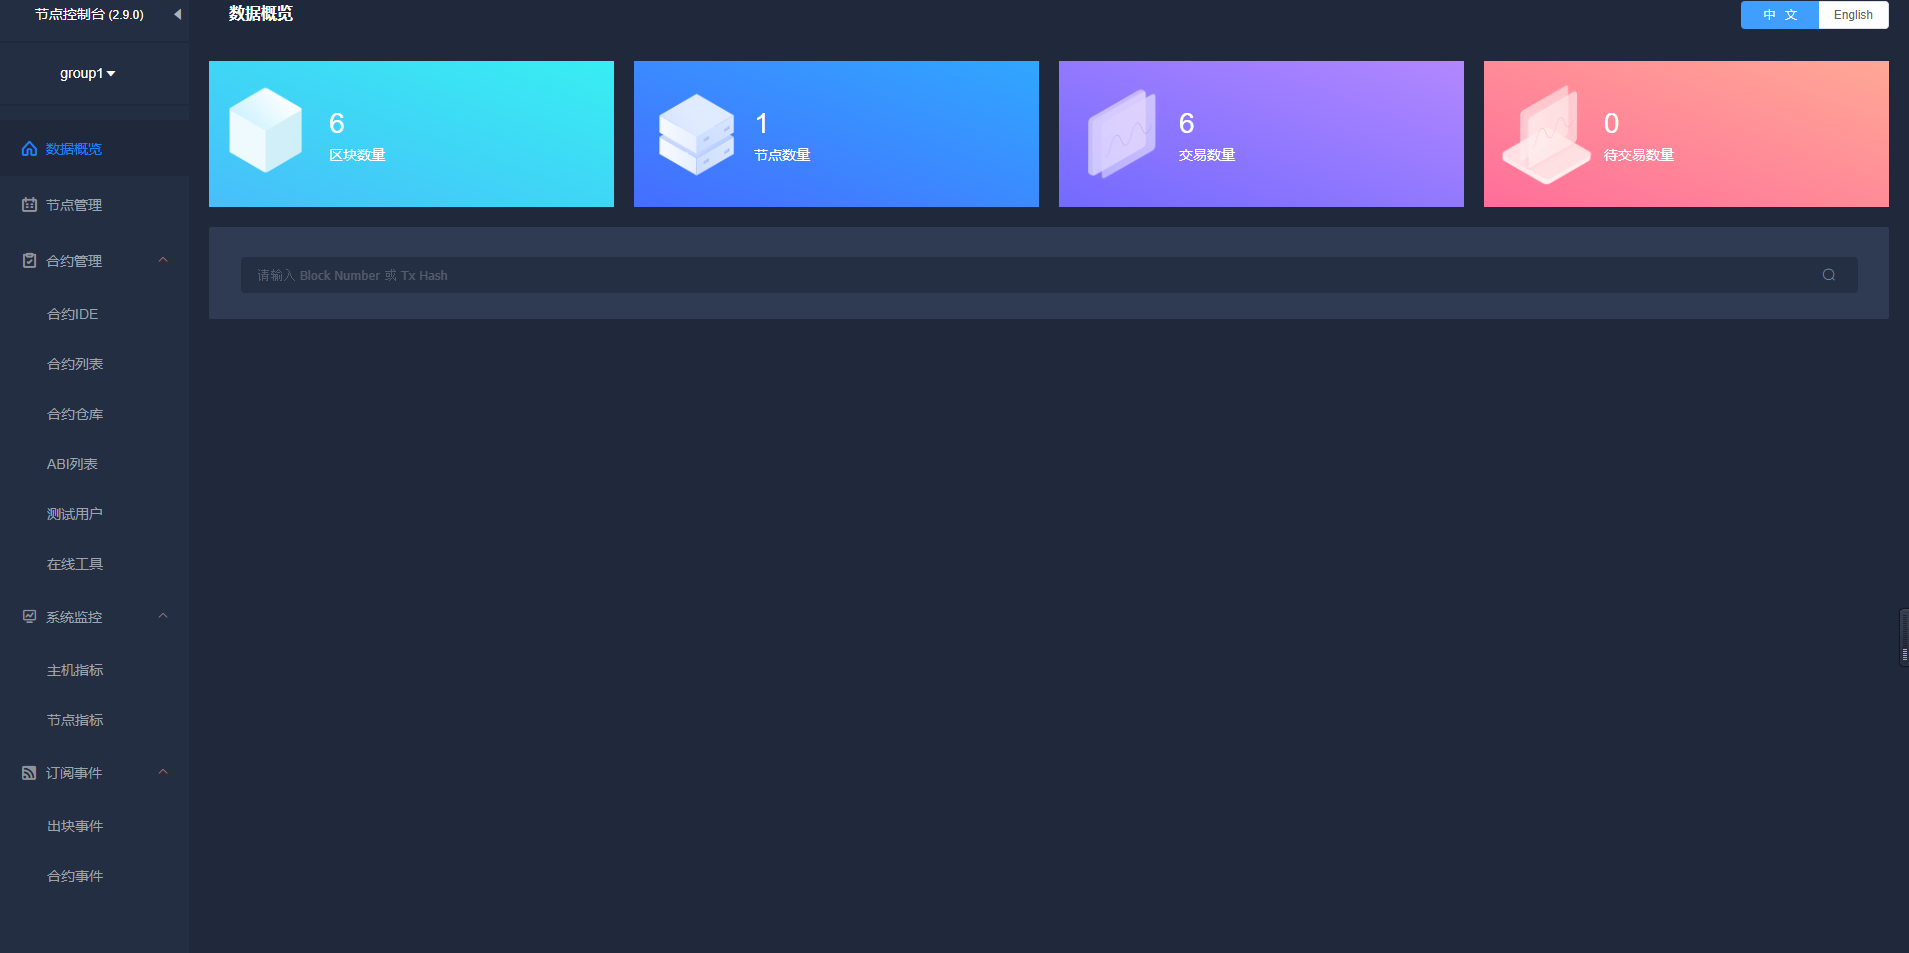 节点控制台 (2.9.0)
group1
数据概览
节点管理
合约管理
合约IDE
合约列表
合约仓库
ABI列表
测试用户
在线工具
系统监控
主机指标
节点指标
订阅事件
出块事件
合约事件
数据概览
中 文
English
6
区块数量
1
节点数量
6
交易数量
0
待交易数量
请输入 Block Number 或 Tx Hash